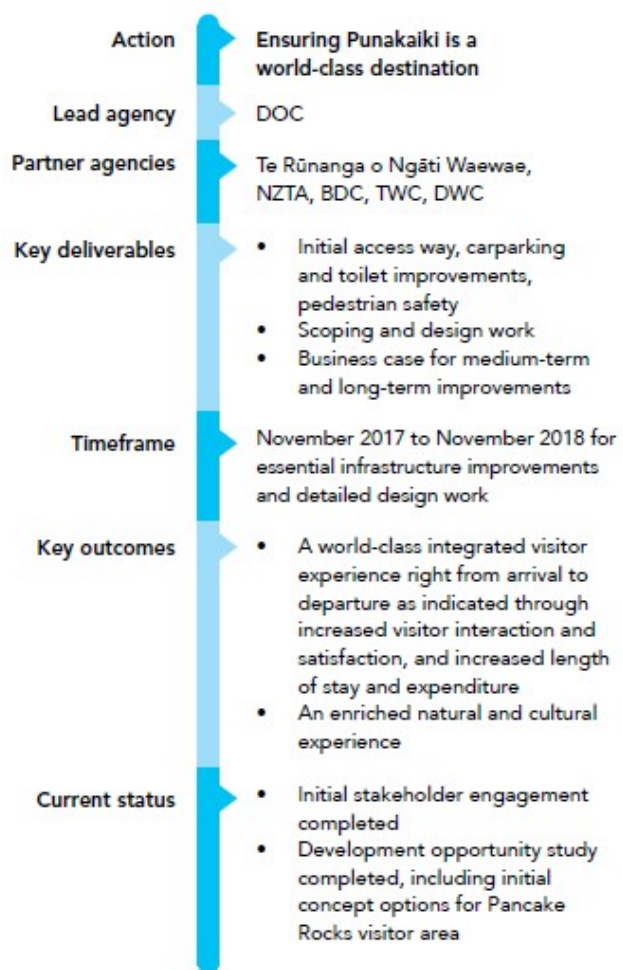 Action
Ensuring Punakaiki is a
world-class destination
Lead agency
DOC
Partner agencies
Te Rūnanga o Ngāti Waewae,
NZTA, BDC, TWC, DWC
Key deliverables
• Initial access way, carparking
and toilet improvements,
pedestrian safety
• Scoping and design work
• Business case for medium-term
and long-term improvements
Timeframe
November 2017 to November 2018 for
essential infrastructure improvements
and detailed design work
Key outcomes
• A world-class integrated visitor
experience right from arrival to
departure as indicated through
increased visitor interaction and
satisfaction, and increased length
of stay and expenditure
• An enriched natural and cultural
experience
Current status
• Initial stakeholder engagement
completed
• Development opportunity study
completed, including initial
concept options for Pancake
Rocks visitor area